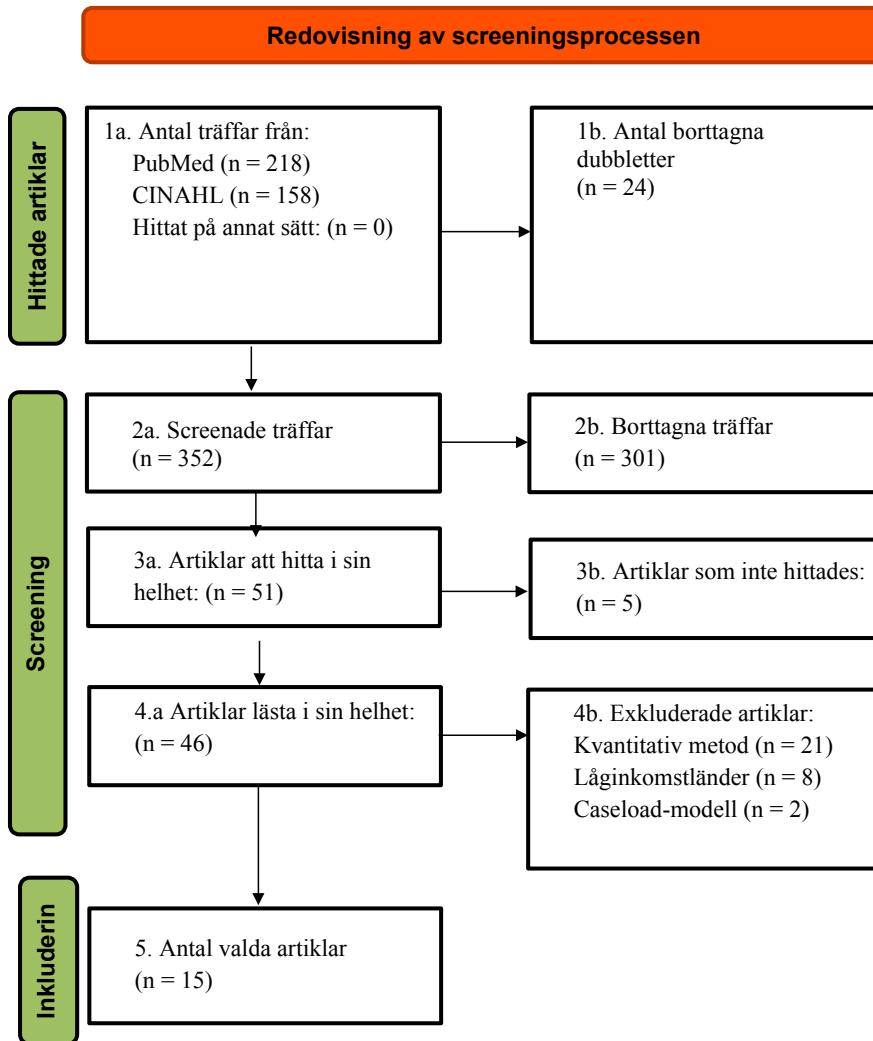 Redovisning av screeningsprocessen
Hittade artiklar
1a. Antal träffar från:
PubMed (n = 218)
CINAHL (n = 158)
Hittat på annat sätt: (n = 0)
1b. Antal borttagna
dubbletter
(n = 24)
Screening
2a. Screenade träffar
(n = 352)
2b. Borttagna träffar
(n = 301)
3a. Artiklar att hitta i sin
helhet: (n = 51)
3b. Artiklar som inte hittades:
(n = 5)
4.a Artiklar lästa i sin helhet:
(n = 46)
4b. Exkluderade artiklar:
Kvantitativ metod (n = 21)
Låginkomstländer (n = 8)
Caseload-modell (n = 2)
Inkluderin
5. Antal valda artiklar
(n = 15)